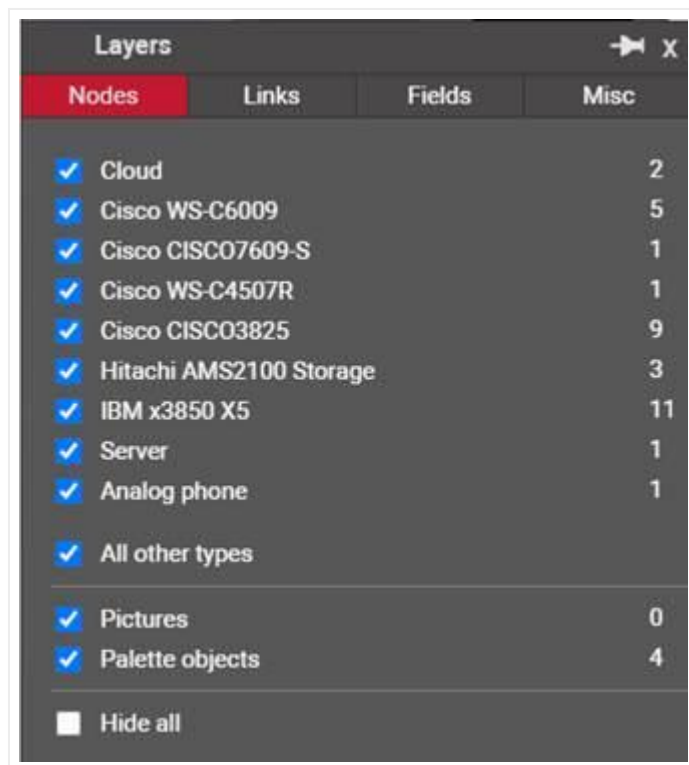 Layers X
Nodes Links Fields Misc
Cloud 2
Cisco WS-C6009 5
Cisco CISCO7609-S 1
Cisco WS-C4507R 1
Cisco CISCO3825 9
Hitachi AMS2100 Storage 3
IBM x3850 X5 11
Server 1
Analog phone 1
All other types
Pictures 0
Palette objects 4
Hide all